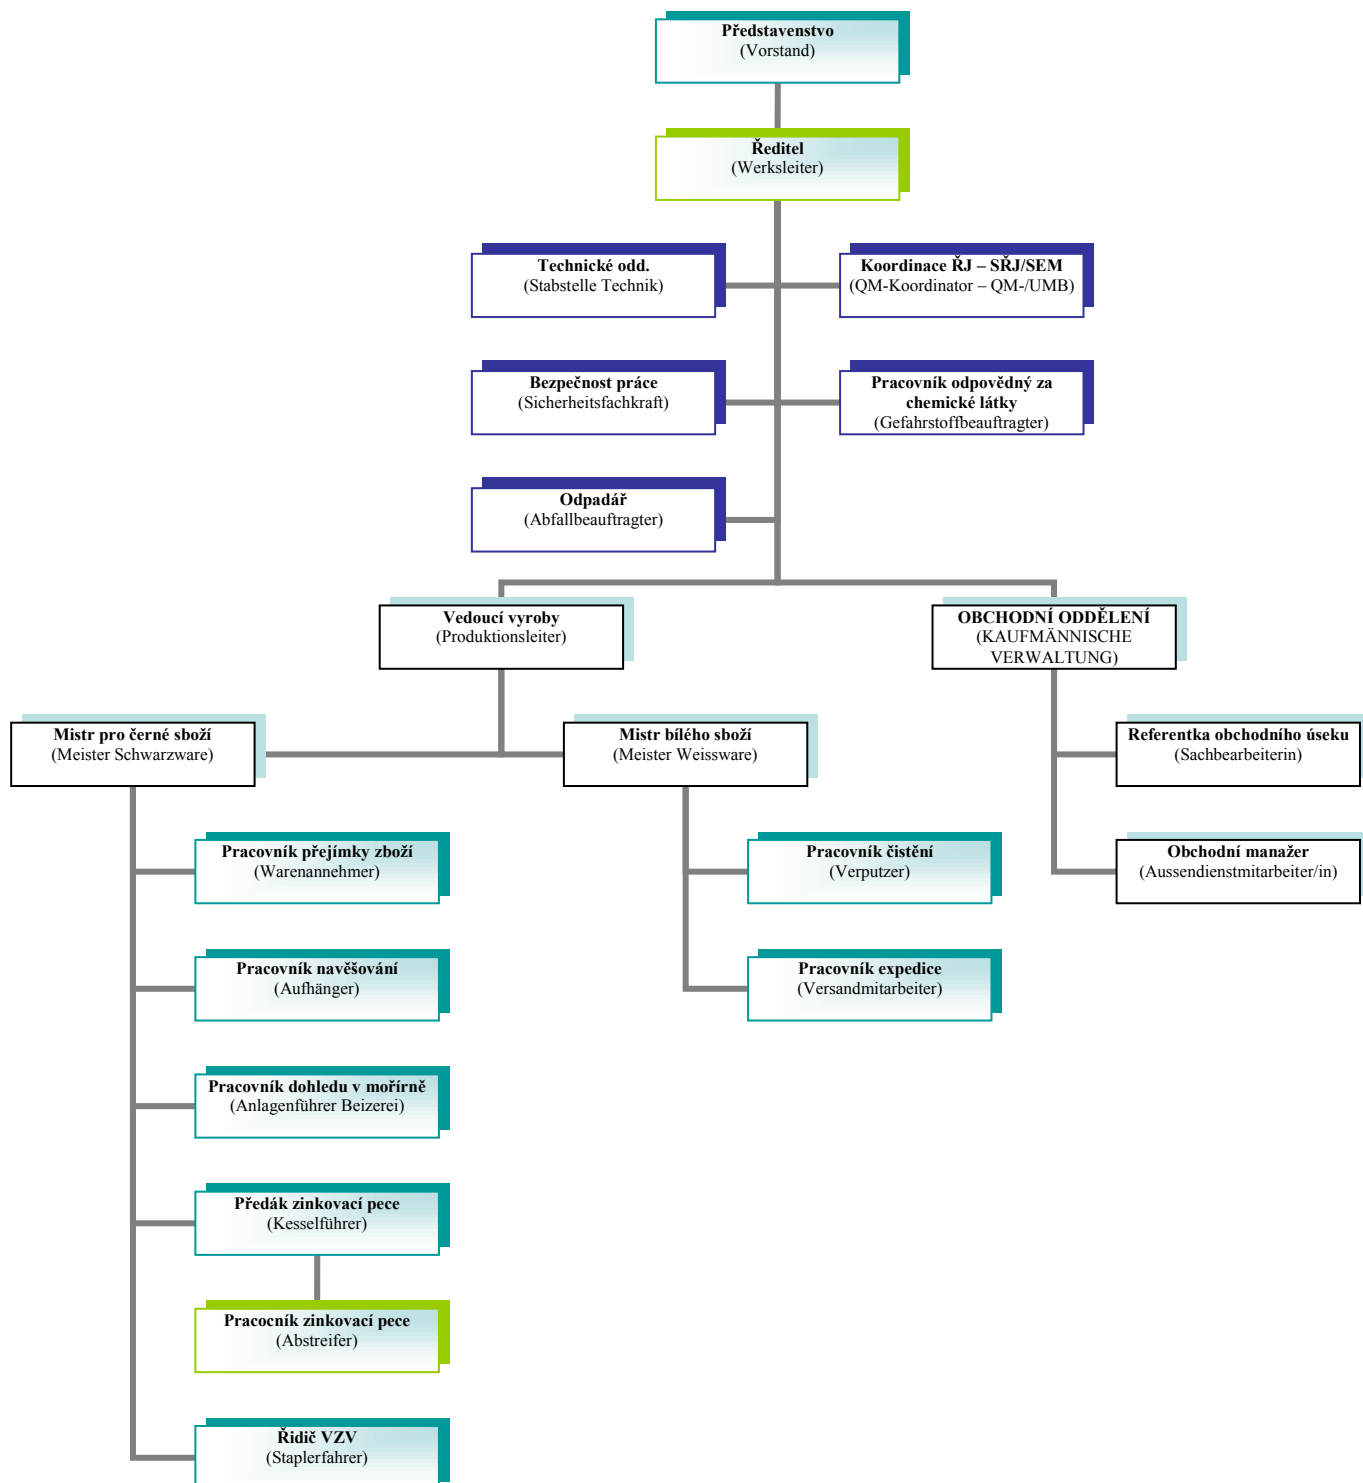 Představenstvo
(Vorstand)
Ředitel
(Werksleiter)
Technické odd.
(Stabstelle Technik)
Koordinace ŘJ – SŘJ/SEM
(QM-Koordinator – QM-/UMB)
Bezpečnost práce
(Sicherheitsfachkraft)
Pracovník odpovědný za
chemické látky
(Gefahrstoffbeauftragter)
Odpadář
(Abfallbeauftragter)
Vedoucí vyroby
(Produktionsleiter)
OBCHODNÍ ODDĚLENÍ
(KAUFMÄNNISCHE
VERWALTUNG)
Mistr pro černé sboží
(Meister Schwarzware)
Mistr bílého sboží
(Meister Weissware)
Referentka obchodního úseku
(Sachbearbeiterin)
Pracovník přejímky zboží
(Warenannehmer)
Pracovník čistění
(Verputzer)
Obchodní manažer
(Aussendienstmitarbeiter/in)
Pracovník navěšování
(Aufhänger)
Pracovník expedice
(Versandmitarbeiter)
Pracovník dohledu v mořírně
(Anlagenführer Beizerei)
Předák zinkovací pece
(Kesselführer)
Pracocník zinkovací pece
(Abstreifer)
Řidič VZV
(Staplerfahrer)